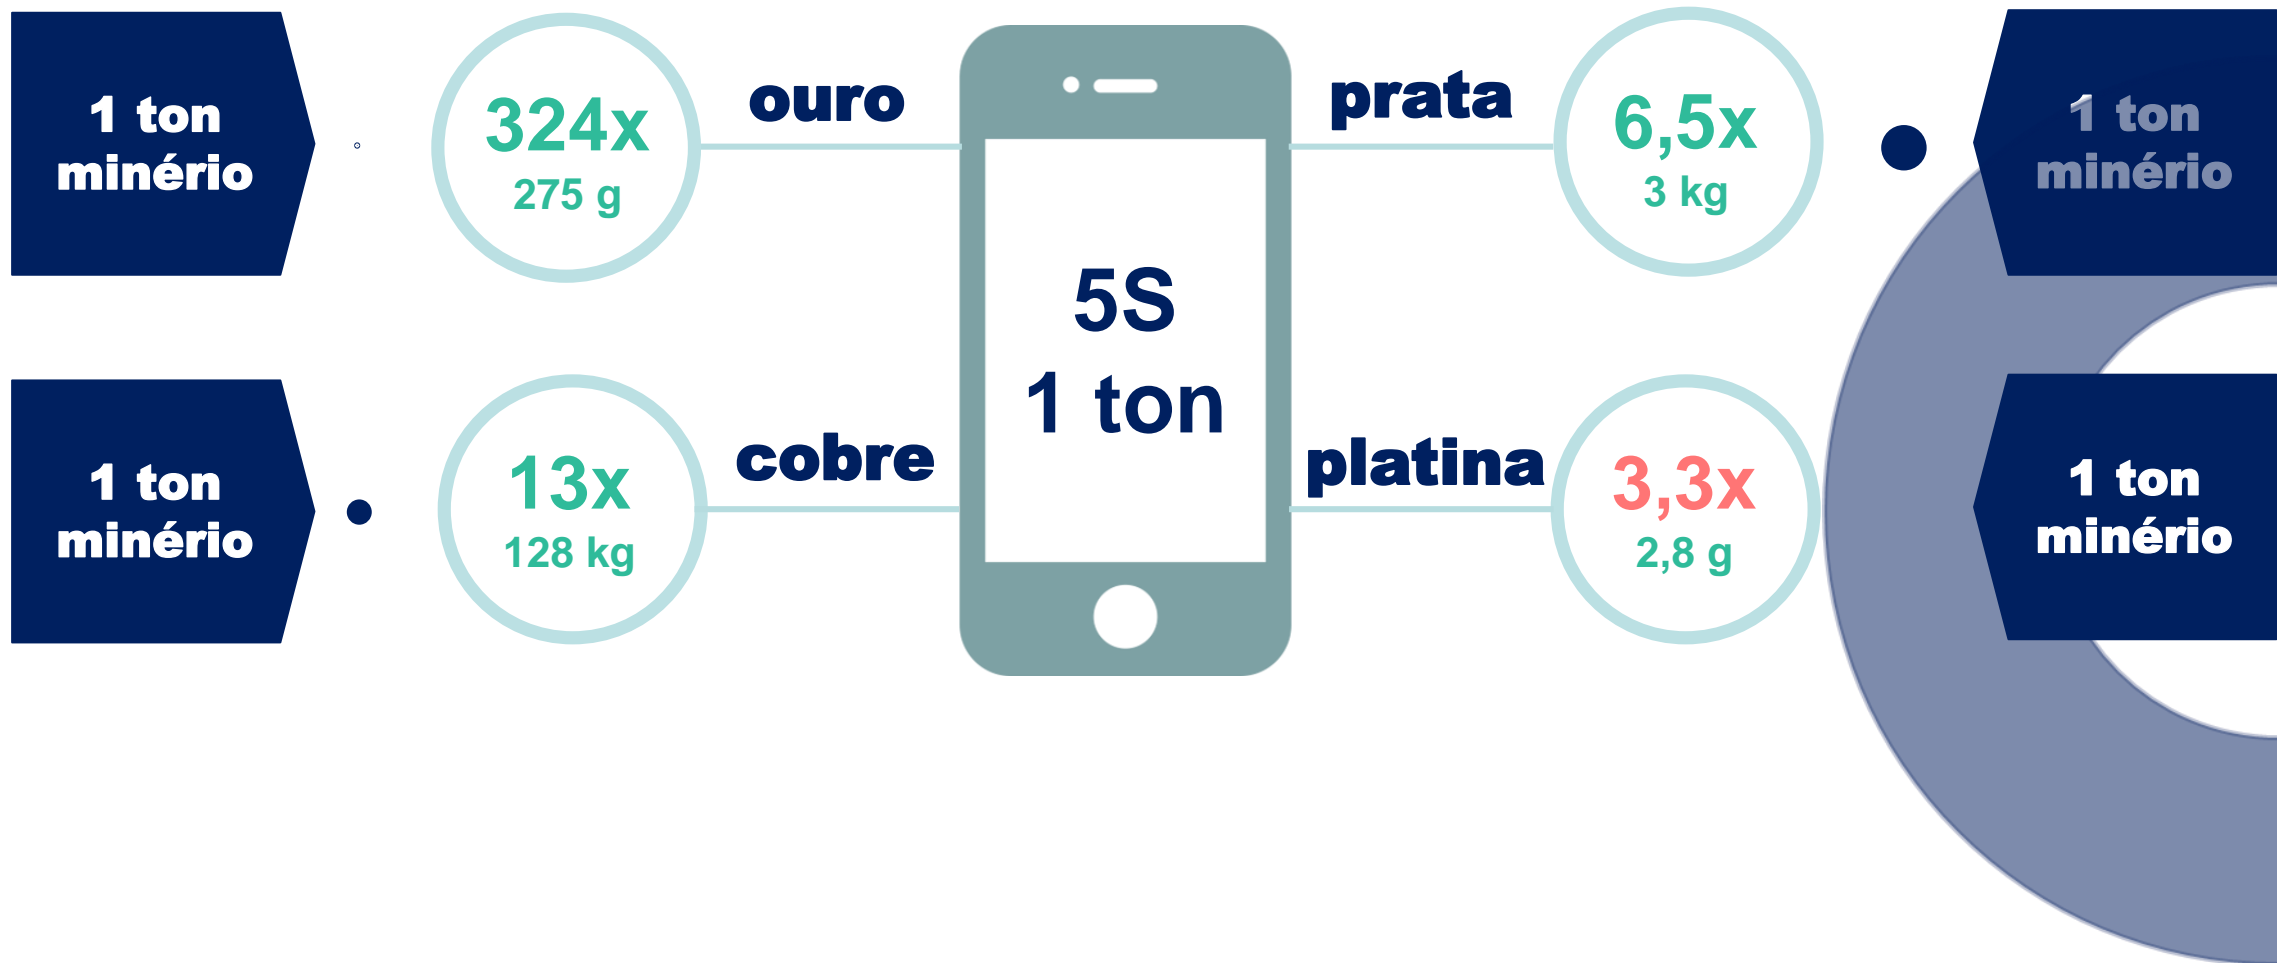 1 ton
minério
324x
275 g
ouro
5S
1 ton
prata
6,5x
3 kg
1 ton
minério
1 ton
minério
13x
128 kg
cobre
platina
3,3x
2,8 g
1 ton
minério